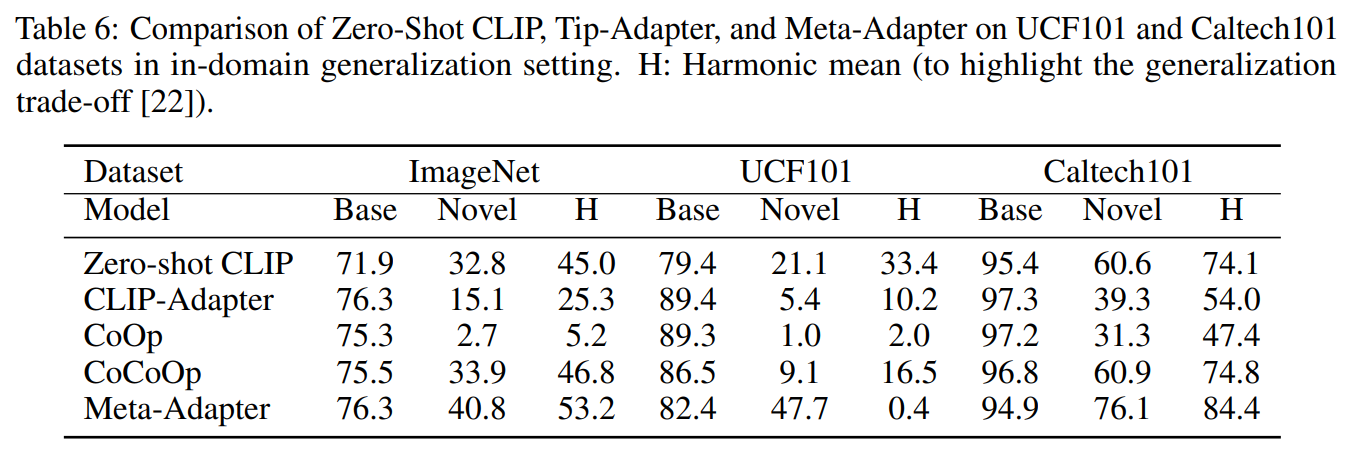 Table 6: Comparison of Zero-Shot CLIP, Tip-Adapter, and Meta-Adapter on UCF101 and Caltech101
datasets in in-domain generalization setting. H: Harmonic mean (to highlight the generalization
trade-off [22]).
Dataset ImageNet UCF101 Caltech101
Model Base Novel H Base Novel H Base Novel H
Zero-shot CLIP 71.9 32.8 45.0 79.4 21.1 33.4 95.4 60.6 74.1
CLIP-Adapter 76.3 15.1 25.3 89.4 5.4 10.2 97.3 39.3 54.0
CoOp 75.3 2.7 5.2 89.3 1.0 2.0 97.2 31.3 47.4
CoCoOp 75.5 33.9 46.8 86.5 9.1 16.5 96.8 60.9 74.8
Meta-Adapter 76.3 40.8 53.2 82.4 47.7 0.4 94.9 76.1 84.4